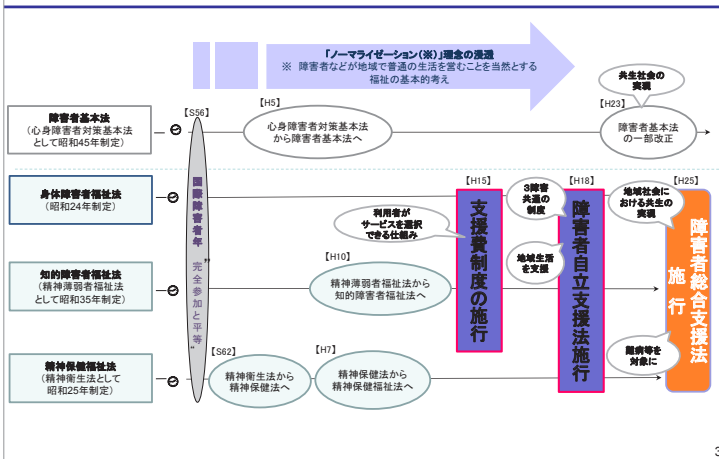 「ノーマライゼーション(※)」理念の浸透
※ 障害者などが地域で普通の生活を営むことを当然とする
福祉の基本的考え
共生社会の
実現
障害者基本法
(心身障害者対策基本法
として昭和45年制定)
【S56】
【H5】
心身障害者対策基本法
から障害者基本法へ
【H23】
障害者基本法
の一部改正
国際障害者年
“完全参加と平等”
身体障害者福祉法
(昭和24年制定)
利用者が
サービスを選択
できる仕組み
【H15】
支援費制度の施行
3障害
共通の
制度
【H18】
障害者自立支援法施行
地域社会に
おける共生の
実現
【H25】
障害者総合支援法
施行
知的障害者福祉法
(精神薄弱者福祉法
として昭和35年制定)
【H10】
精神薄弱者福祉法から
知的障害者福祉法へ
地域生活
を支援
精神保健福祉法
(精神衛生法として
昭和25年制定)
【S62】
精神衛生法から
精神保健法へ
【H7】
精神保健法から
精神保健福祉法へ
難病等を
対象に
3